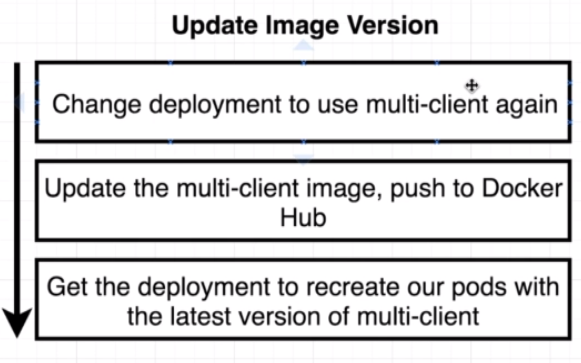 Update Image Version
Change deployment to use multi-client again
Update the multi-client image, push to Docker
Hub
Get the deployment to recreate our pods with
the latest version of multi-client